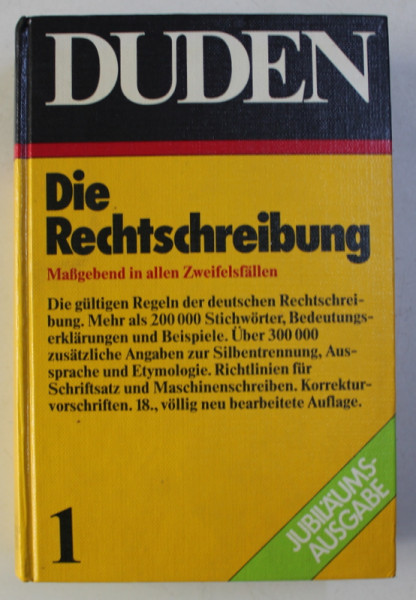 DUDEN
Die
Rechtschreibung
Maßgebend in allen Zweifelsfällen
Die gültigen Regeln der deutschen Rechtschrei-
bung. Mehr als 200 000 Stichwörter, Bedeutungs-
erklärungen und Beispiele. Über 300 000
zusätzliche Angaben zur Silbentrennung, Aus-
sprache und Etymologie. Richtlinien für
Schriftsatz und Maschinenschreiben. Korrektur-
vorschriften. 18., völlig neu bearbeitete Auflage.
1
JUBILÄUMS-
AUSGABE